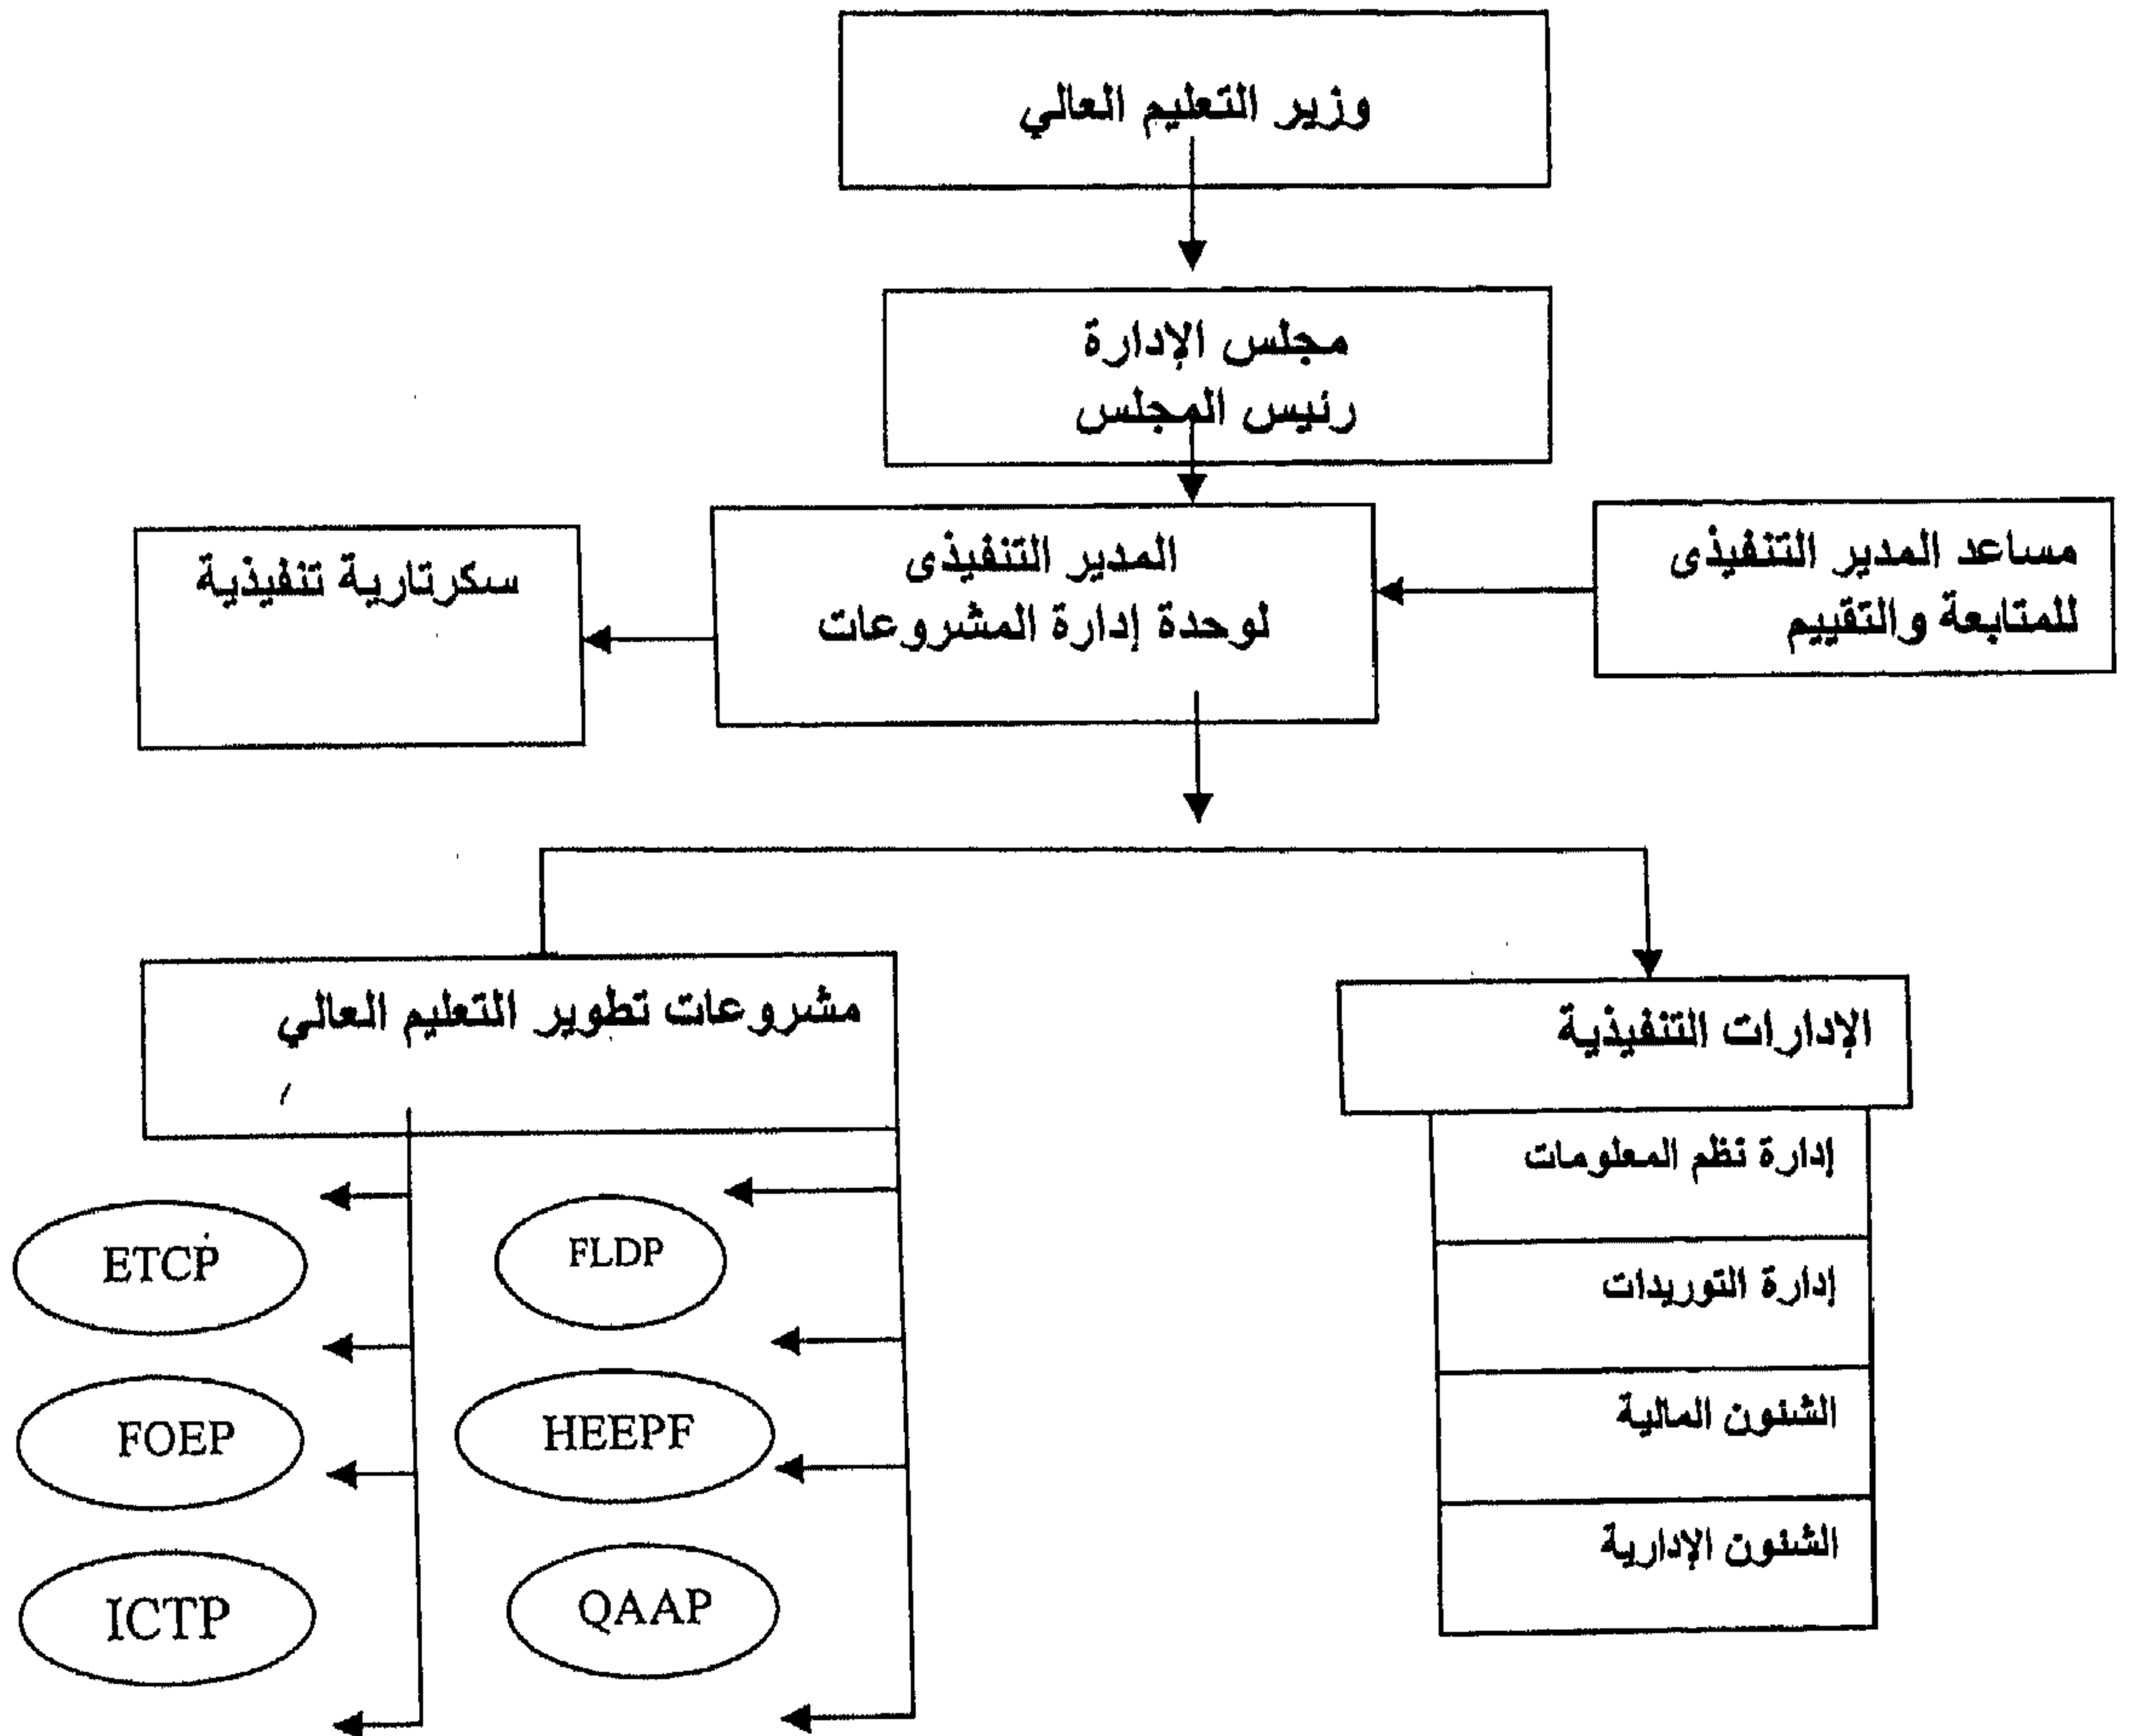 وزير التعليم العالي
مجلس الإدارة
رئيس المجلس
مساعد المدير التنفيذى
للمتابعة والتقييم
المدير التنفيذى
لوحدة إدارة المشروعات
سكرتارية تنفيذية
الإدارات التنفيذية
إدارة نظم المعلومات
إدارة التوريدات
الشئون المالية
الشئون الإدارية
مشروعات تطوير التعليم العالي
FLDP
ETCP
HEEPF
FOEP
QAAP
ICTP